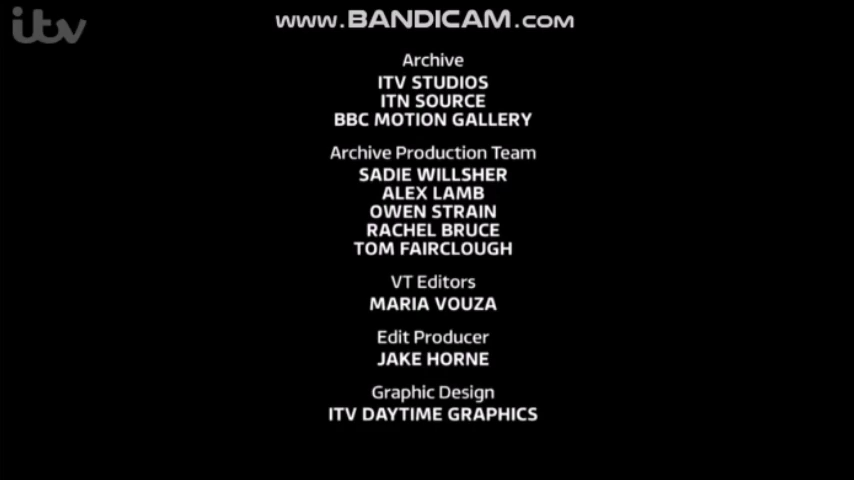 itv
www.BANDICAM.com
Archive
ITV STUDIOS
ITN SOURCE
BBC MOTION GALLERY
Archive Production Team
SADIE WILLSHER
ALEX LAMB
OWEN STRAIN
RACHEL BRUCE
TOM FAIRCLOUGH
VT Editors
MARIA VOUZA
Edit Producer
JAKE HORNE
Graphic Design
ITV DAYTIME GRAPHICS